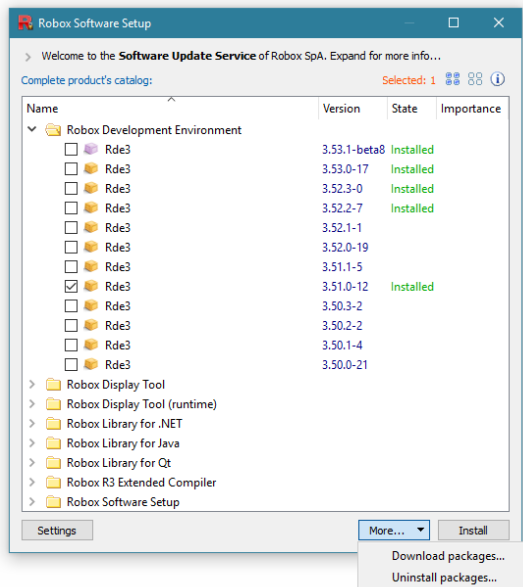 Robox Software Setup
Welcome to the Software Update Service of Robox SpA. Expand for more info...
Complete product's catalog: Selected: 1
Name Version State Importance
Robox Development Environment
Rde3 3.53.1-beta8 Installed
Rde3 3.53.0-17 Installed
Rde3 3.52.3-0 Installed
Rde3 3.52.2-7 Installed
Rde3 3.52.1-1
Rde3 3.52.0-19
Rde3 3.51.1-5
Rde3 3.51.0-12 Installed
Rde3 3.50.3-2
Rde3 3.50.2-2
Rde3 3.50.1-4
Rde3 3.50.0-21
Robox Display Tool
Robox Display Tool (runtime)
Robox Library for .NET
Robox Library for Java
Robox Library for Qt
Robox R3 Extended Compiler
Robox Software Setup
Settings More... Install
Download packages...
Uninstall packages...